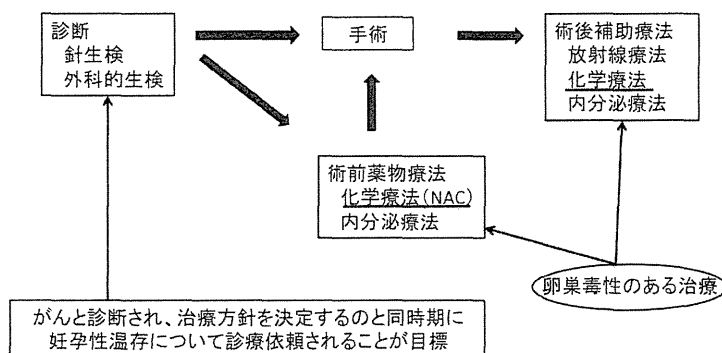 診断
針生検
外科的生検
手術
術後補助療法
放射線療法
化学療法
内分泌療法
術前薬物療法
化学療法(NAC)
内分泌療法
卵巣毒性のある治療
がんと診断され、治療方針を決定するのと同時期に
妊孕性温存について診療依頼されることが目標